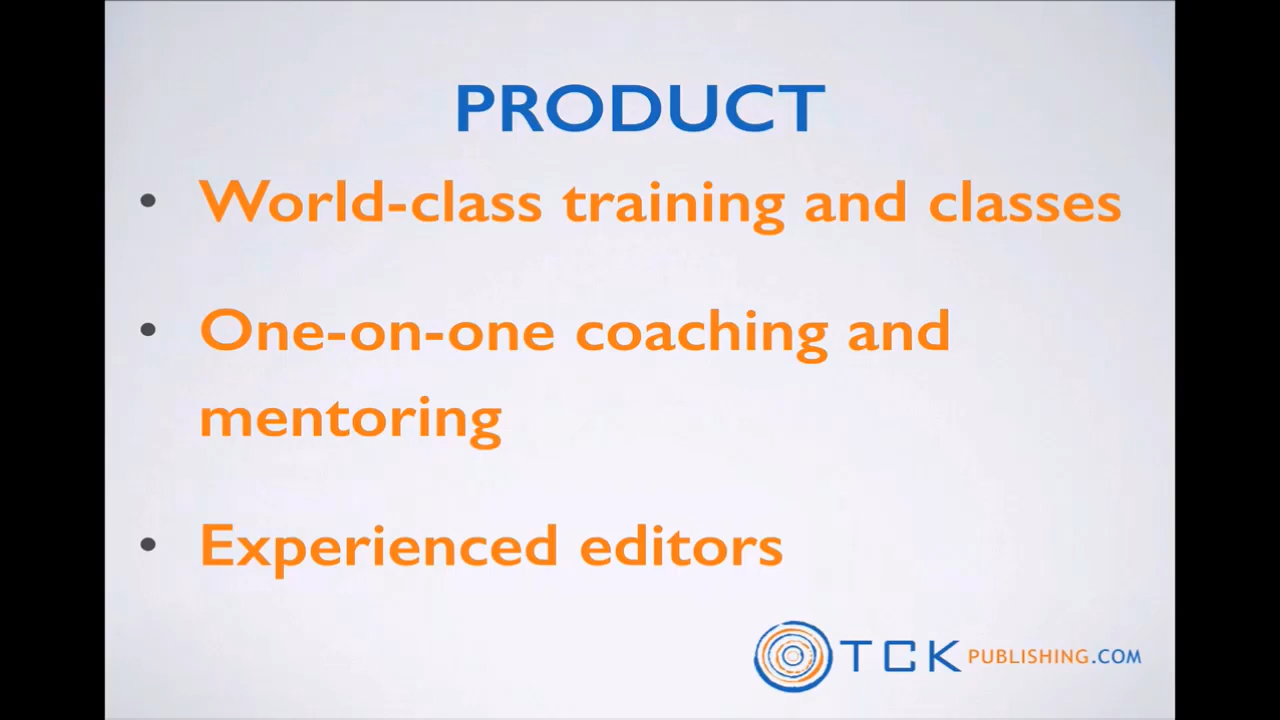 PRODUCT
• World-class training and classes
• One-on-one coaching and
mentoring
• Experienced editors
TCK PUBLISHING.COM